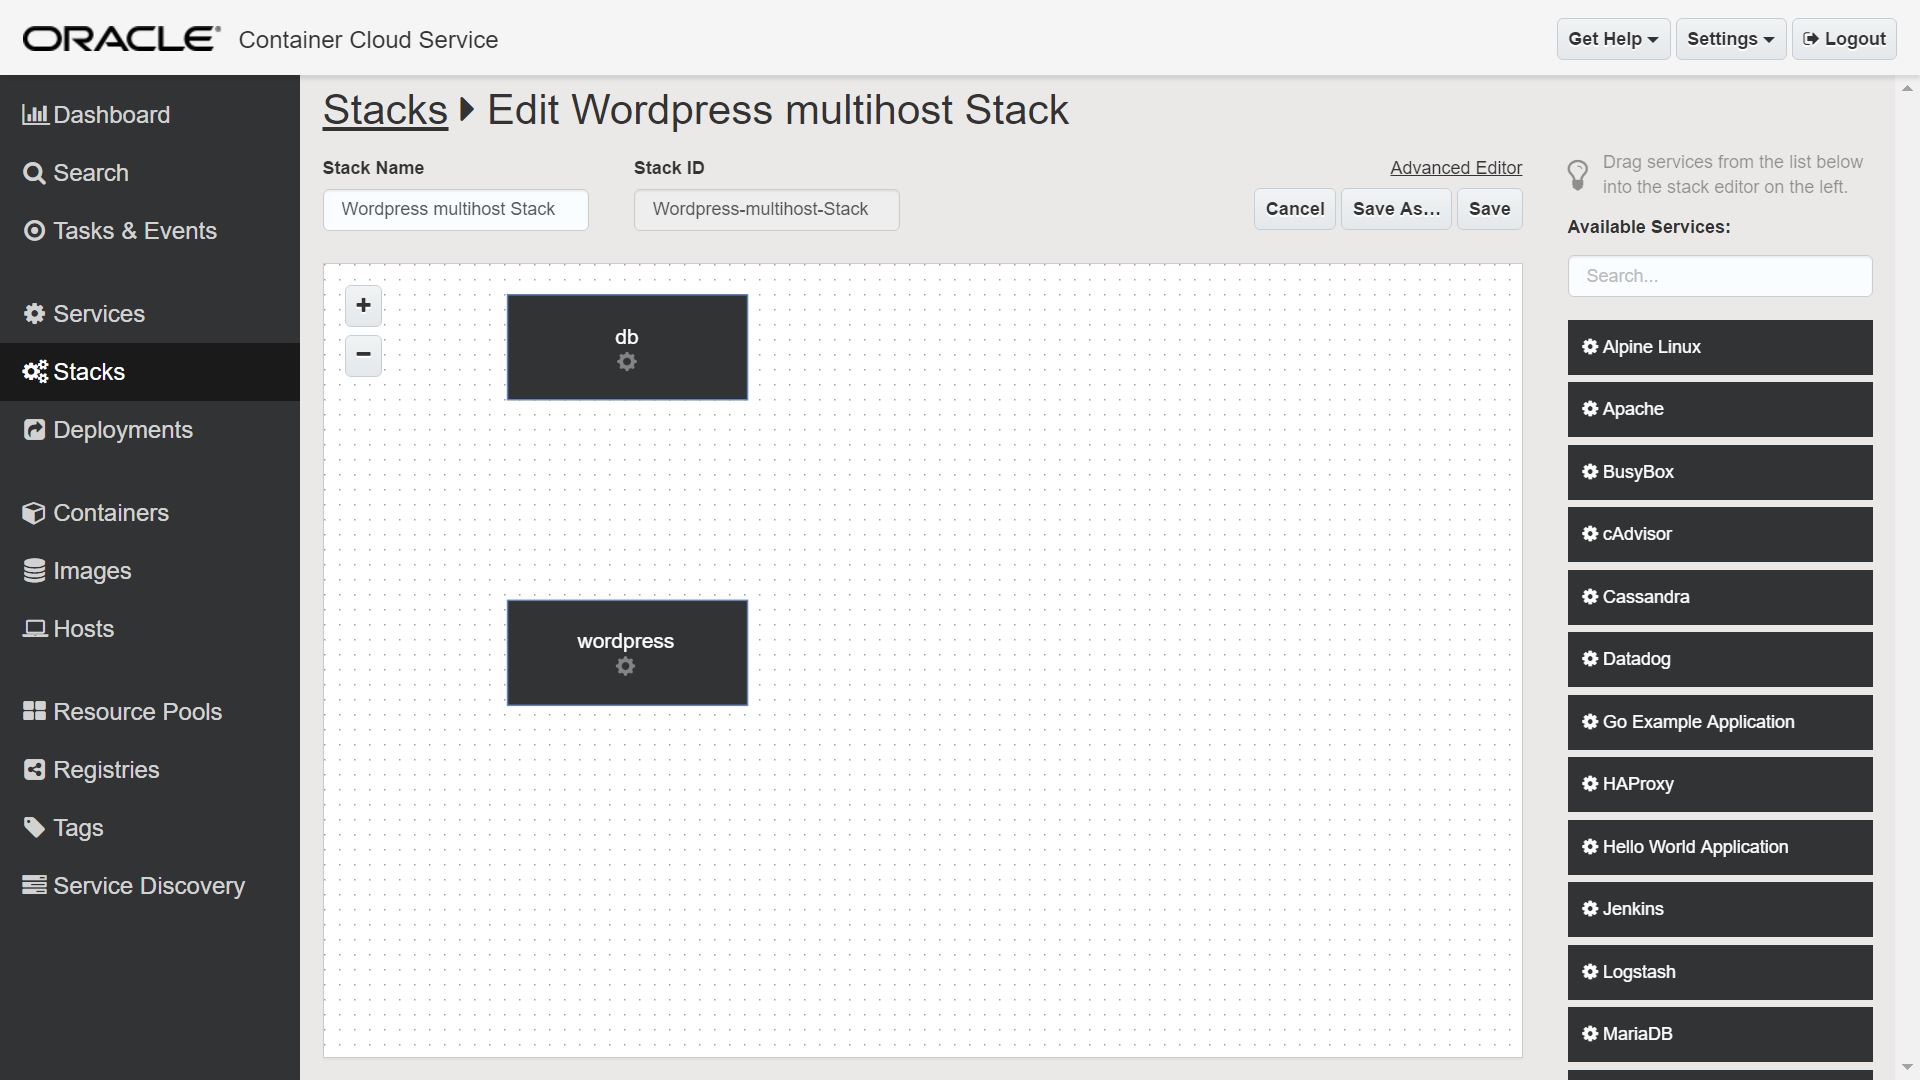 ORACLE® Container Cloud Service
Get Help
Settings
Logout
Dashboard
Search
Tasks & Events
Services
Stacks
Deployments
Containers
Images
Hosts
Resource Pools
Registries
Tags
Service Discovery
Stacks Edit Wordpress multihost Stack
Stack Name
Wordpress multihost Stack
Stack ID
Wordpress-multihost-Stack
Advanced Editor
Cancel
Save As...
Save
+
−
db
wordpress
Drag services from the list below
into the stack editor on the left.
Available Services:
Search...
Alpine Linux
Apache
BusyBox
cAdvisor
Cassandra
Datadog
Go Example Application
HAProxy
Hello World Application
Jenkins
Logstash
MariaDB